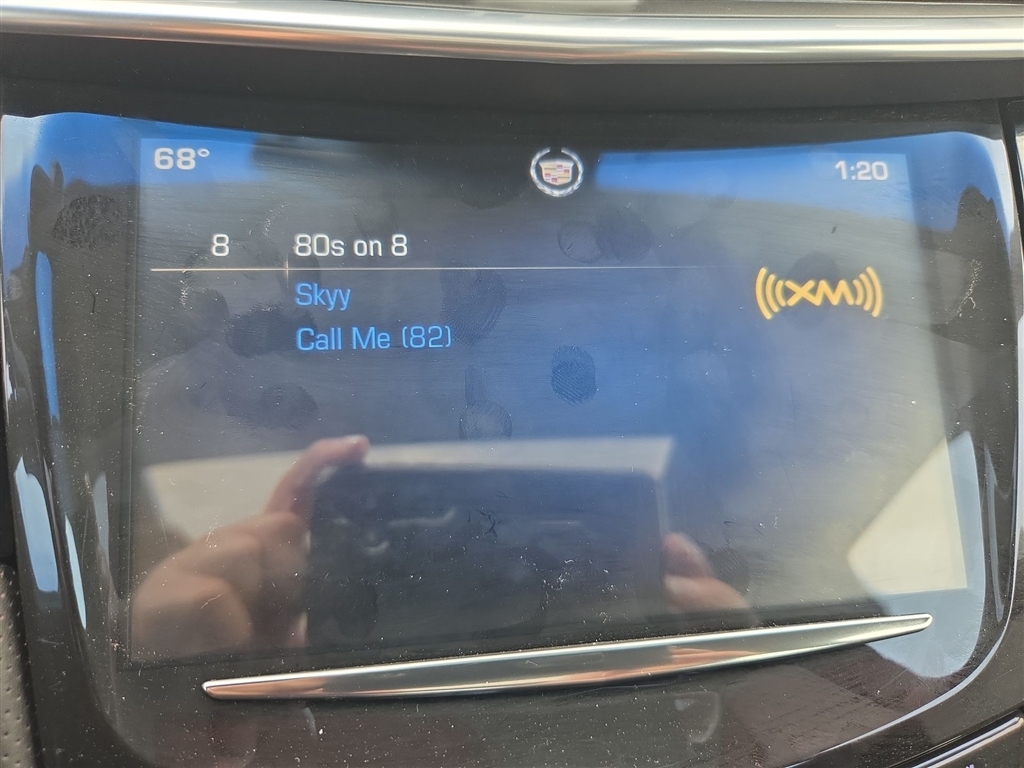 68°
1:20
8 80s on 8
Skyy
Call Me (82)
((XM))